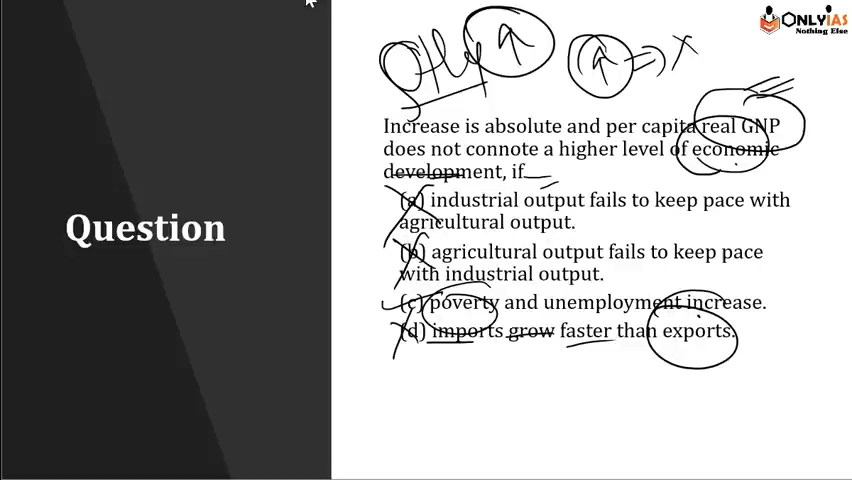 ONLYIAS
Nothing Else
Increase is absolute and per capita real GNP
does not connote a higher level of economic
development, if
(a) industrial output fails to keep pace with
agricultural output.
(b) agricultural output fails to keep pace
with industrial output.
(c) poverty and unemployment increase.
(d) imports grow faster than exports.
Question